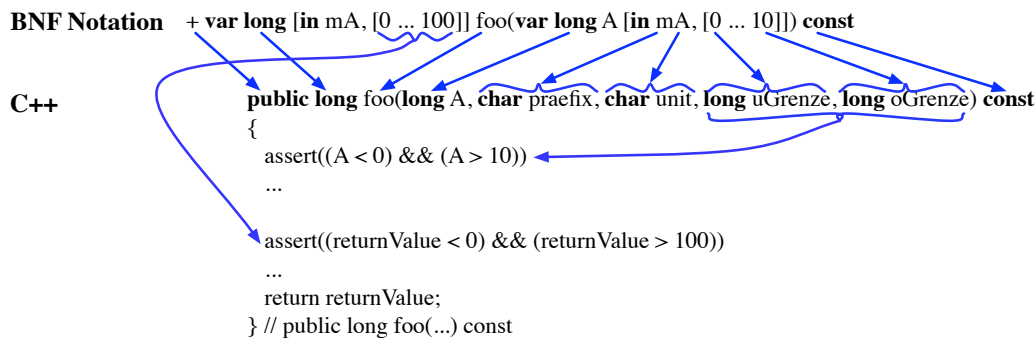 BNF Notation + var long [in mA, [0 ... 100]] foo(var long A [in mA, [0 ... 10]]) const
C++ public long foo(long A, char praefix, char unit, long uGrenze, long oGrenze) const
{
assert((A < 0) && (A > 10))
...
assert((returnValue < 0) && (returnValue > 100))
...
return returnValue;
} // public long foo(...) const